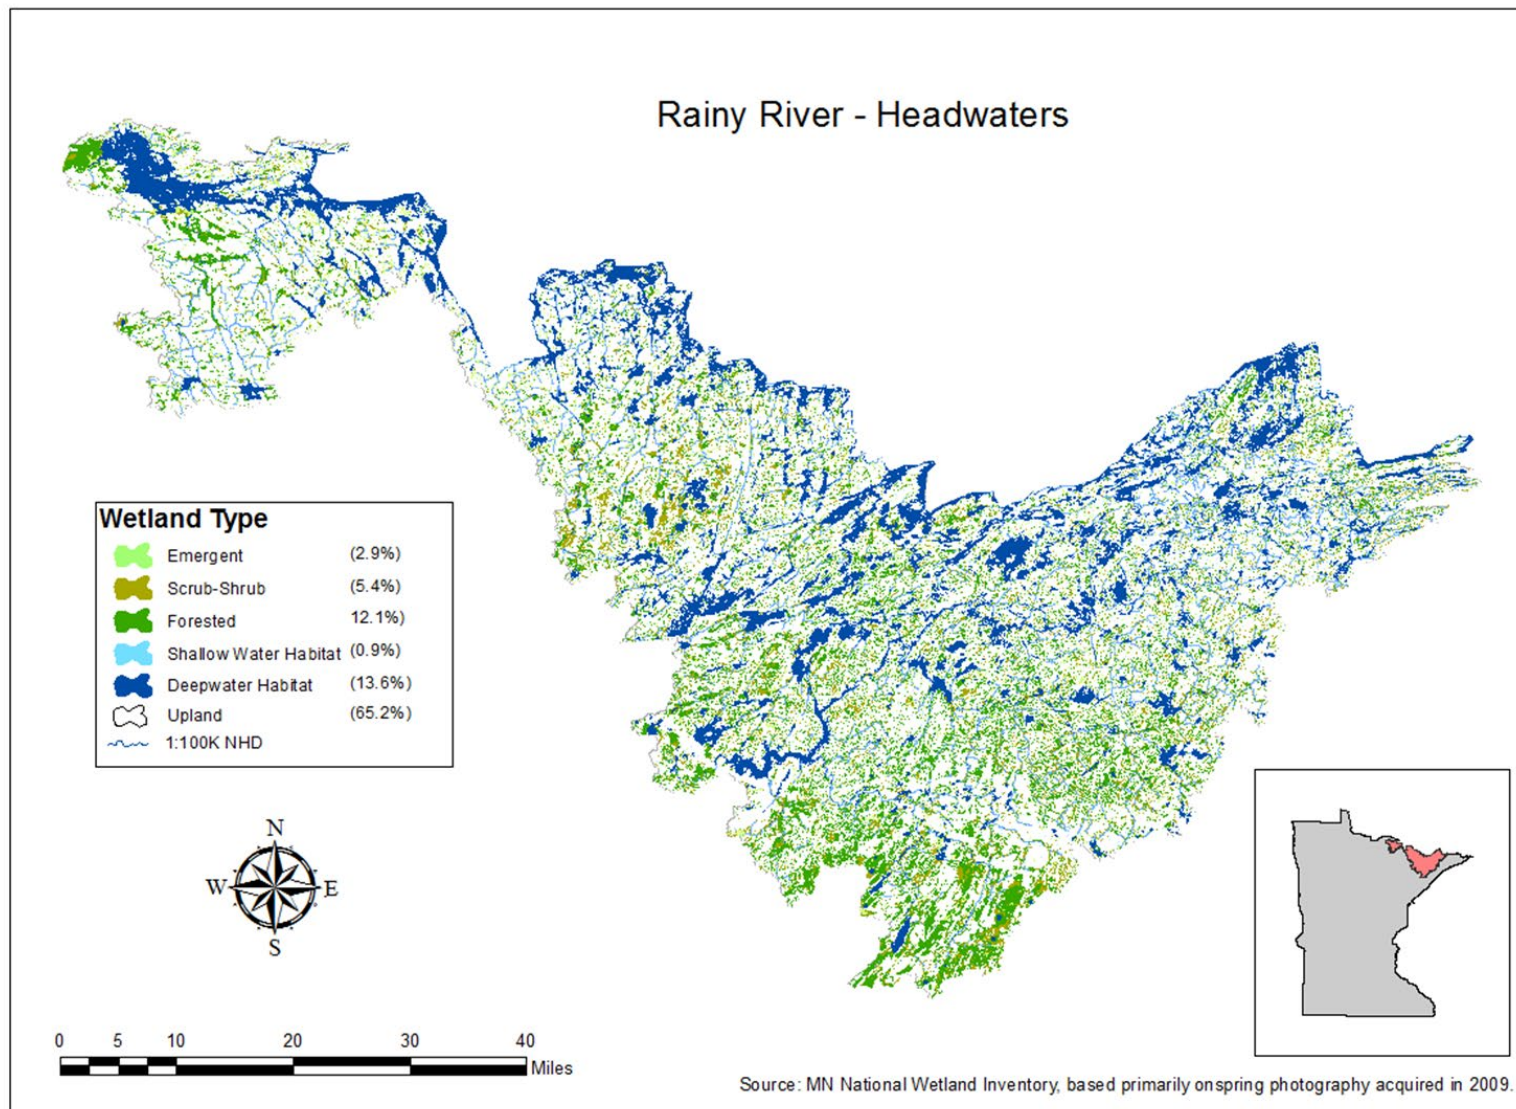 Rainy River - Headwaters
Wetland Type
Emergent (2.9%)
Scrub-Shrub (5.4%)
Forested 12.1%)
Shallow Water Habitat (0.9%)
Deepwater Habitat (13.6%)
Upland (65.2%)
1:100K NHD
N
W E
S
0 5 10 20 30 40
Miles
Source: MN National Wetland Inventory, based primarily onspring photography acquired in 2009.